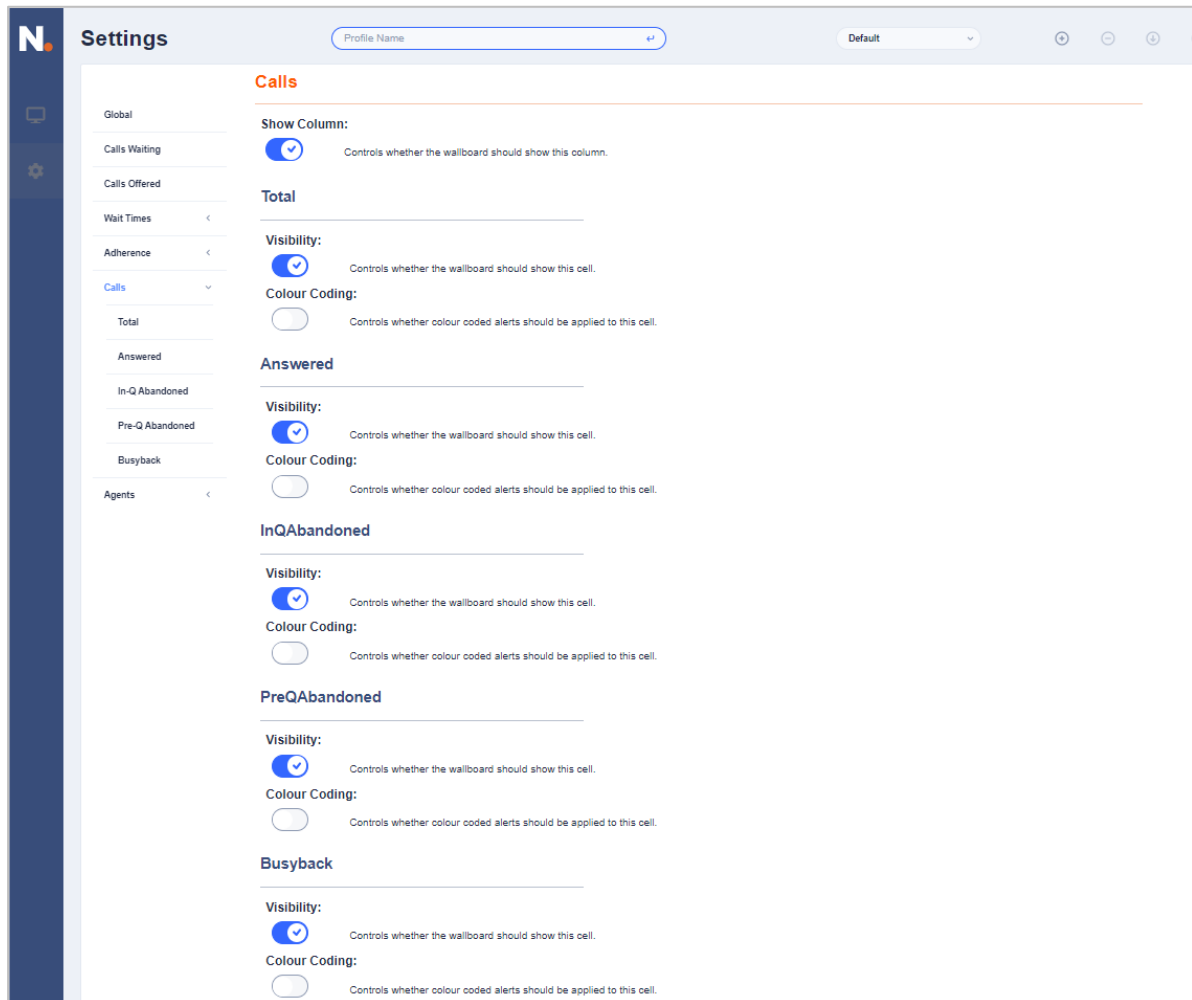 N.
Settings
Profile Name
Default
Global
Calls Waiting
Calls Offered
Wait Times
Adherence
Calls
Total
Answered
In-Q Abandoned
Pre-Q Abandoned
Busyback
Agents
Calls
Show Column:
Controls whether the wallboard should show this column.
Total
Visibility:
Controls whether the wallboard should show this cell.
Colour Coding:
Controls whether colour coded alerts should be applied to this cell.
Answered
Visibility:
Controls whether the wallboard should show this cell.
Colour Coding:
Controls whether colour coded alerts should be applied to this cell.
InQAbandoned
Visibility:
Controls whether the wallboard should show this cell.
Colour Coding:
Controls whether colour coded alerts should be applied to this cell.
PreQAbandoned
Visibility:
Controls whether the wallboard should show this cell.
Colour Coding:
Controls whether colour coded alerts should be applied to this cell.
Busyback
Visibility:
Controls whether the wallboard should show this cell.
Colour Coding:
Controls whether colour coded alerts should be applied to this cell.